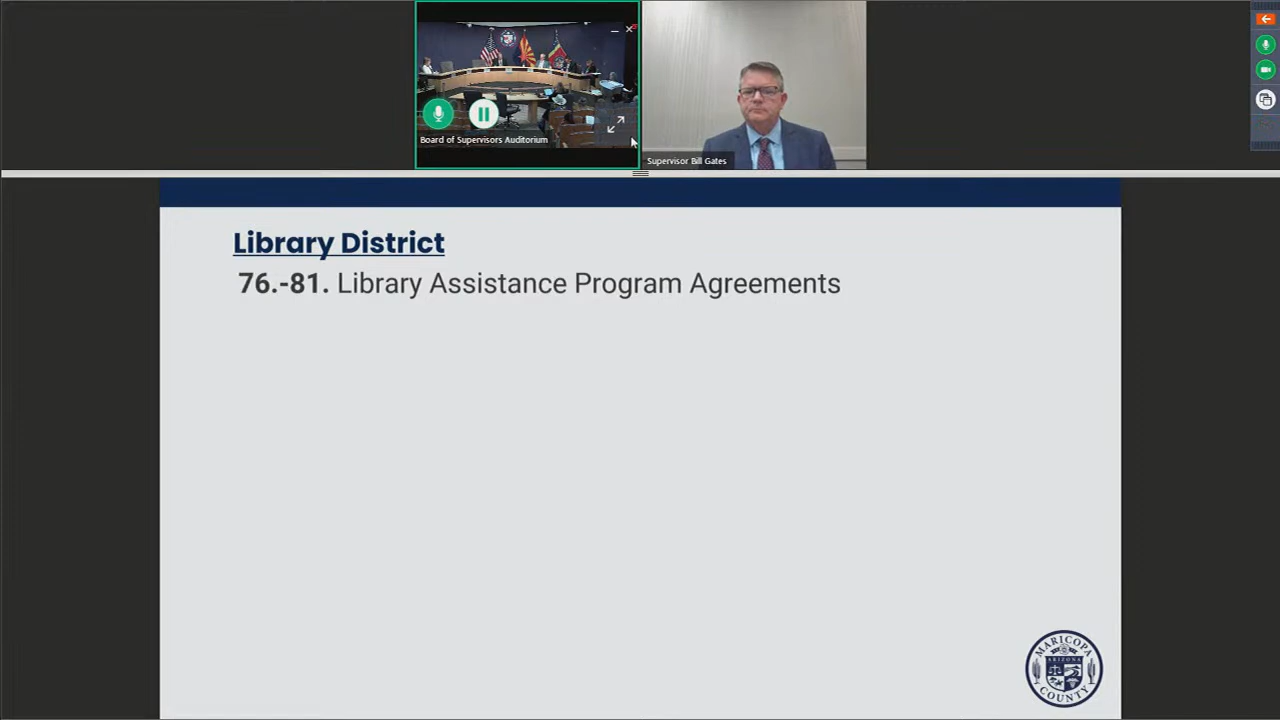 Board of Supervisors Auditorium
Supervisor Bill Gates
Library District
76.-81. Library Assistance Program Agreements
MARICOPA
ARIZONA
COUNTY